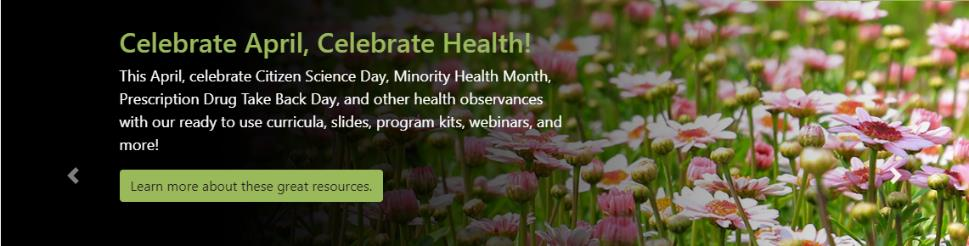 Celebrate April, Celebrate Health!
This April, celebrate Citizen Science Day, Minority Health Month,
Prescription Drug Take Back Day, and other health observances
with our ready to use curricula, slides, program kits, webinars, and
more!
Learn more about these great resources.